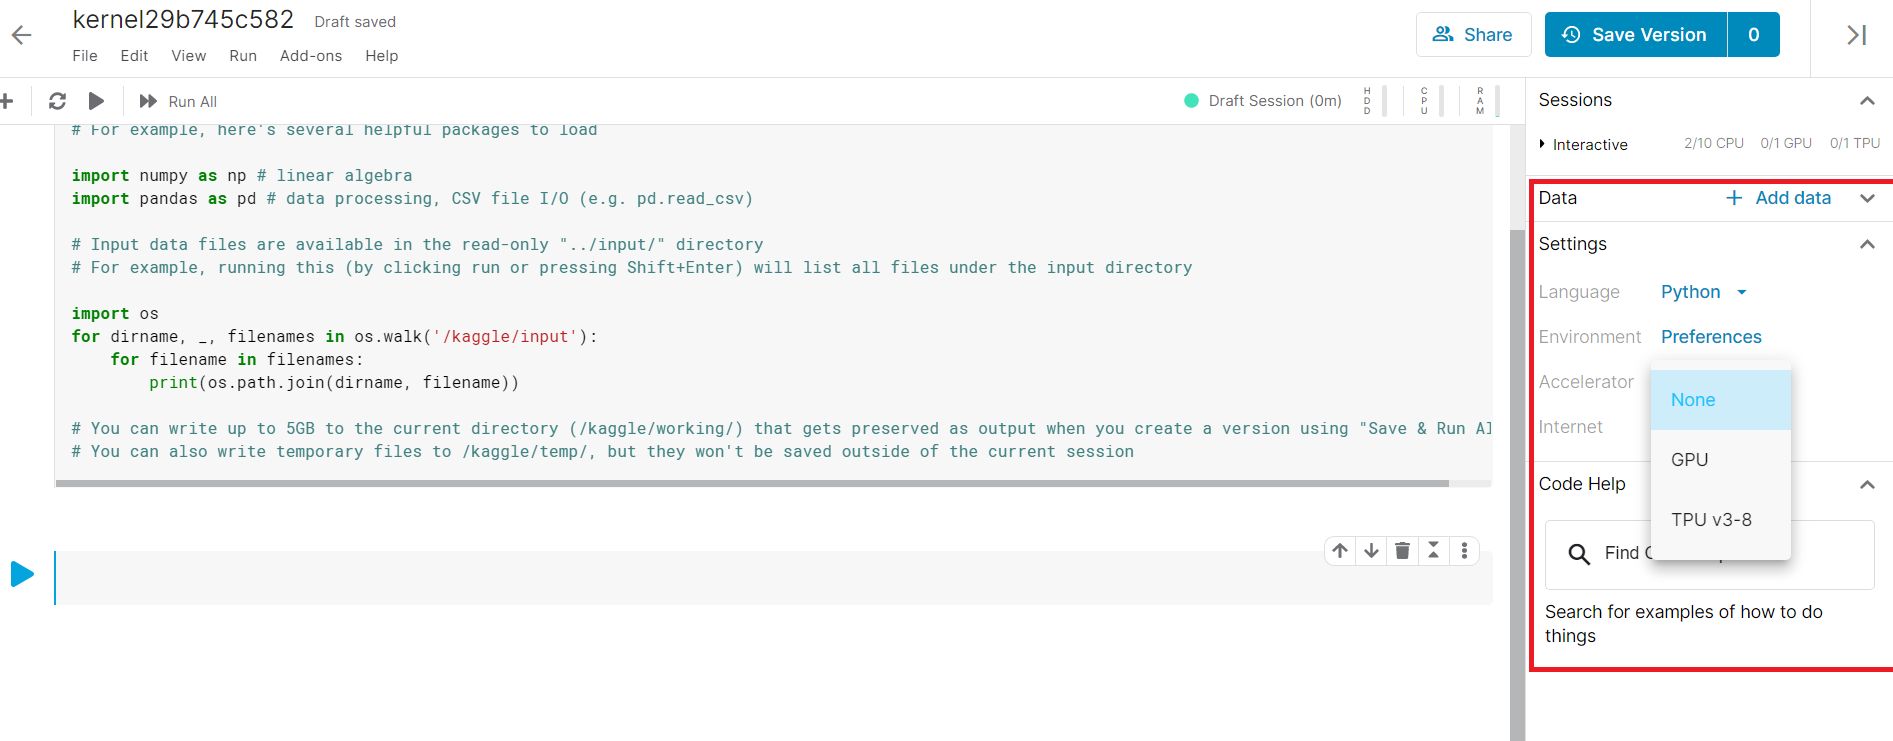 kernel29b745c582 Draft saved
File Edit View Run Add-ons Help
Share
Save Version 0
Run All
Draft Session (0m) HDD CPU RAM
# For example, here's several helpful packages to load
import numpy as np # linear algebra
import pandas as pd # data processing, CSV file I/O (e.g. pd.read_csv)
# Input data files are available in the read-only "../input/" directory
# For example, running this (by clicking run or pressing Shift+Enter) will list all files under the input directory
import os
for dirname, _, filenames in os.walk('/kaggle/input'):
    for filename in filenames:
        print(os.path.join(dirname, filename))
# You can write up to 5GB to the current directory (/kaggle/working/) that gets preserved as output when you create a version using "Save & Run Al
# You can also write temporary files to /kaggle/temp/, but they won't be saved outside of the current session
Sessions
Interactive 2/10 CPU 0/1 GPU 0/1 TPU
Data + Add data
Settings
Language Python
Environment Preferences
Accelerator
None
Internet
GPU
Code Help
TPU v3-8
Find
Search for examples of how to do
things